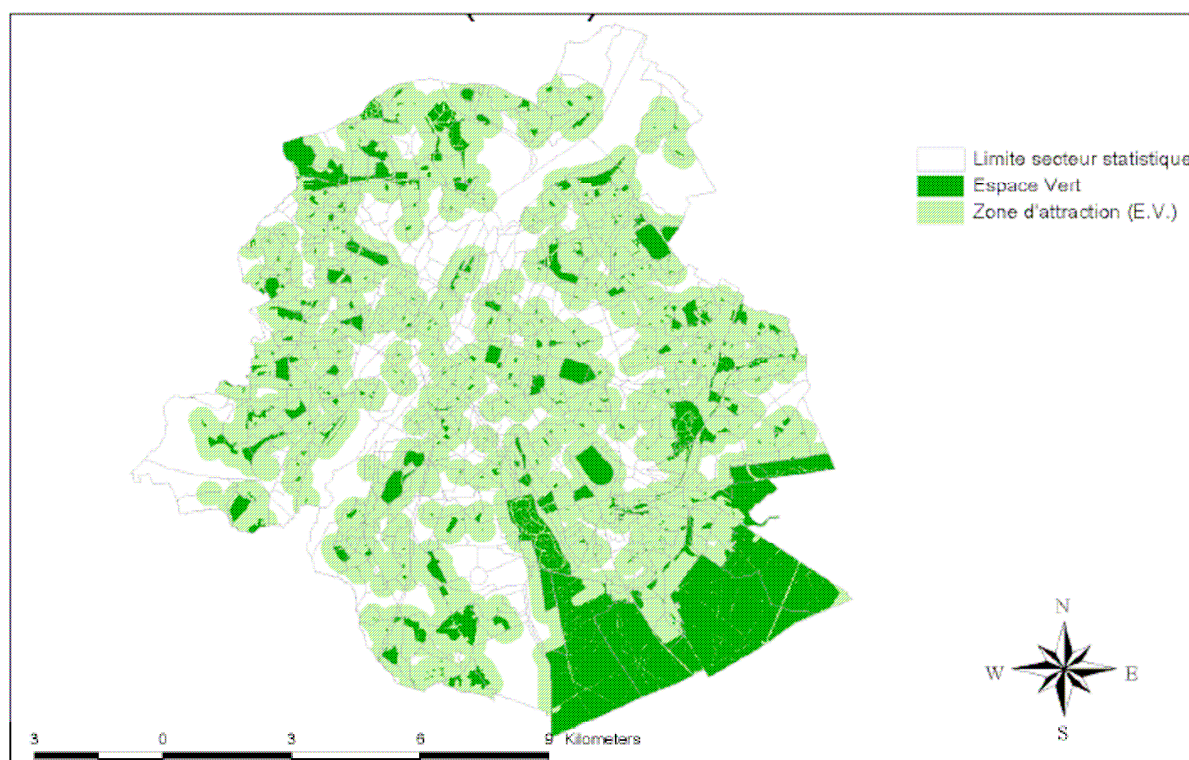 Limite secteur statistique
Espace Vert
Zone d'attraction (E.V.)
N
W E
S
3 0 3 6 9 Kilometers